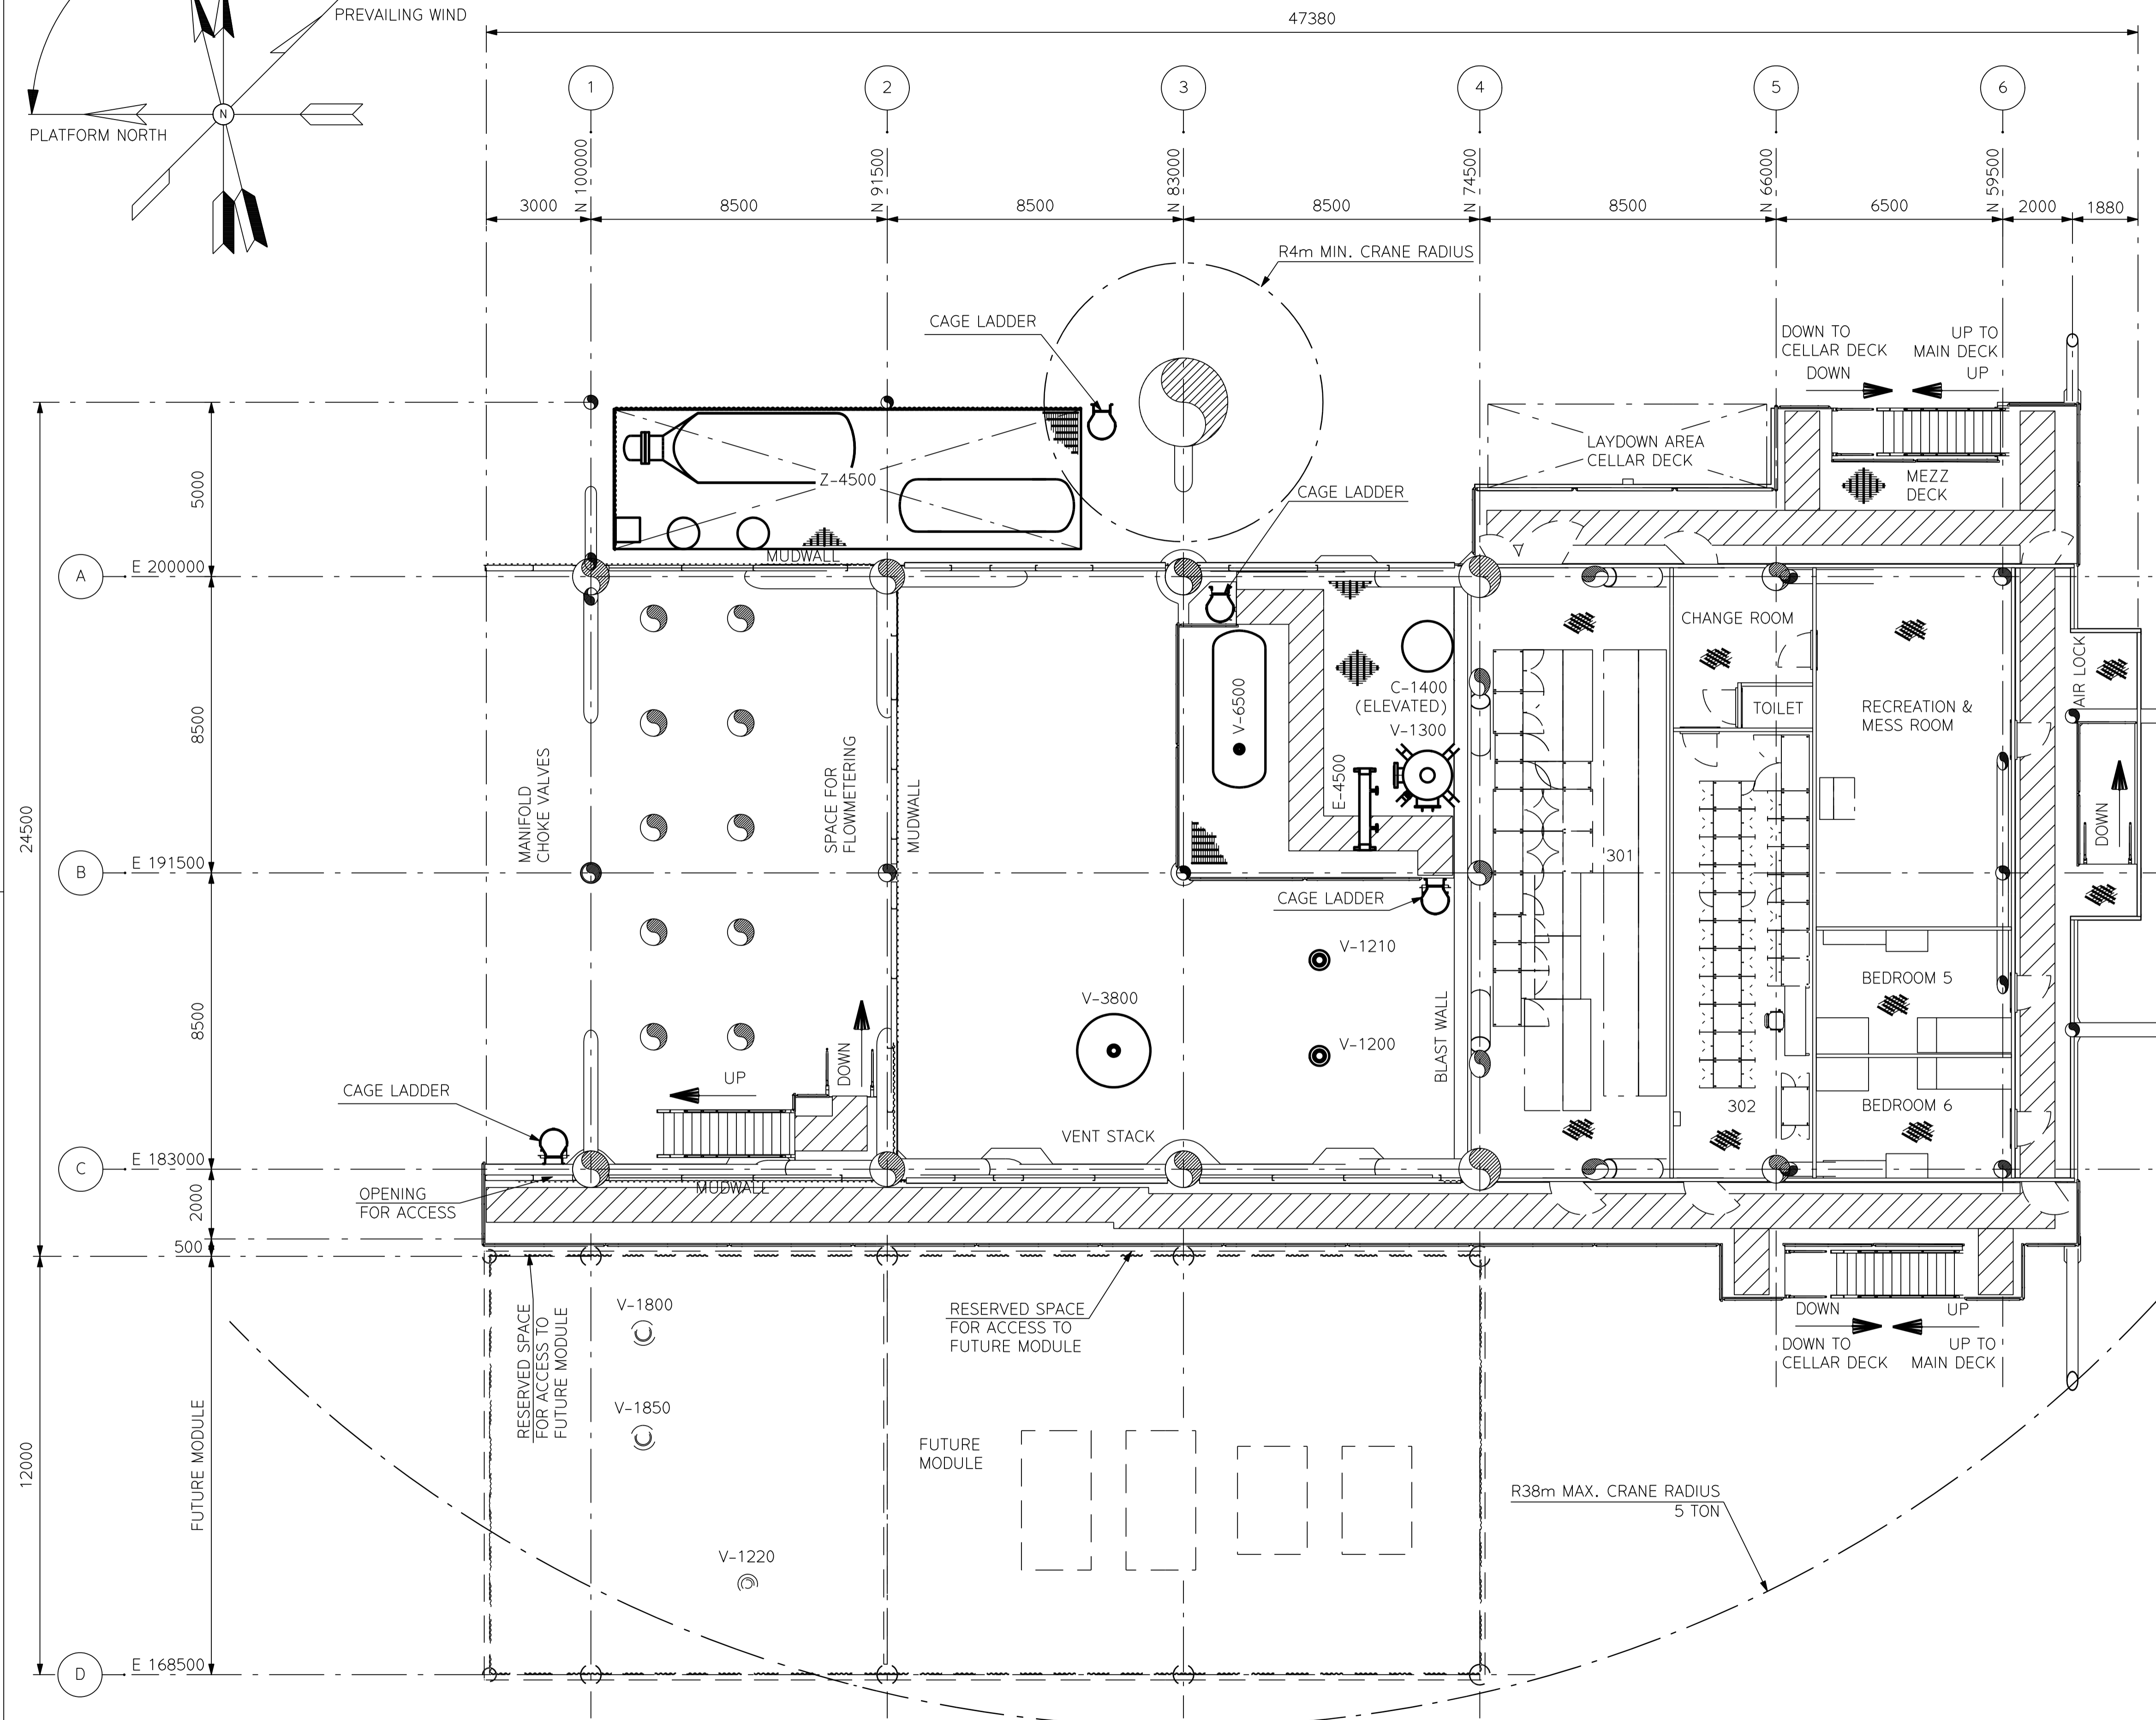 PREVAILING WIND
N
PLATFORM NORTH
47380
1
2
3
4
5
6
N 100000
N 91500
N 83000
N 74500
N 66000
N 59500
3000
8500
8500
8500
8500
6500
2000
1880
R4m MIN. CRANE RADIUS
CAGE LADDER
DOWN TO
CELLAR DECK
UP TO
MAIN DECK
DOWN
UP
LAYDOWN AREA
CELLAR DECK
MEZZ
DECK
Z-4500
CAGE LADDER
5000
MUDWALL
A
E 200000
CHANGE ROOM
TOILET
RECREATION &
MESS ROOM
AIR LOCK
DOWN
V-6500
C-1400
(ELEVATED)
V-1300
E-4500
MANIFOLD
CHOKE VALVES
SPACE FOR
FLOWMETERING
MUDWALL
8500
24500
B
E 191500
301
CAGE LADDER
V-1210
V-3800
V-1200
BLAST WALL
BEDROOM 5
BEDROOM 6
302
8500
DOWN
UP
CAGE LADDER
VENT STACK
C
E 183000
MUDWALL
OPENING
FOR ACCESS
2000
500
RESERVED SPACE
FOR ACCESS TO
FUTURE MODULE
V-1800
RESERVED SPACE
FOR ACCESS TO
FUTURE MODULE
DOWN
UP
DOWN TO
CELLAR DECK
UP TO
MAIN DECK
V-1850
FUTURE
MODULE
12000
FUTURE MODULE
R38m MAX. CRANE RADIUS
5 TON
V-1220
D
E 168500